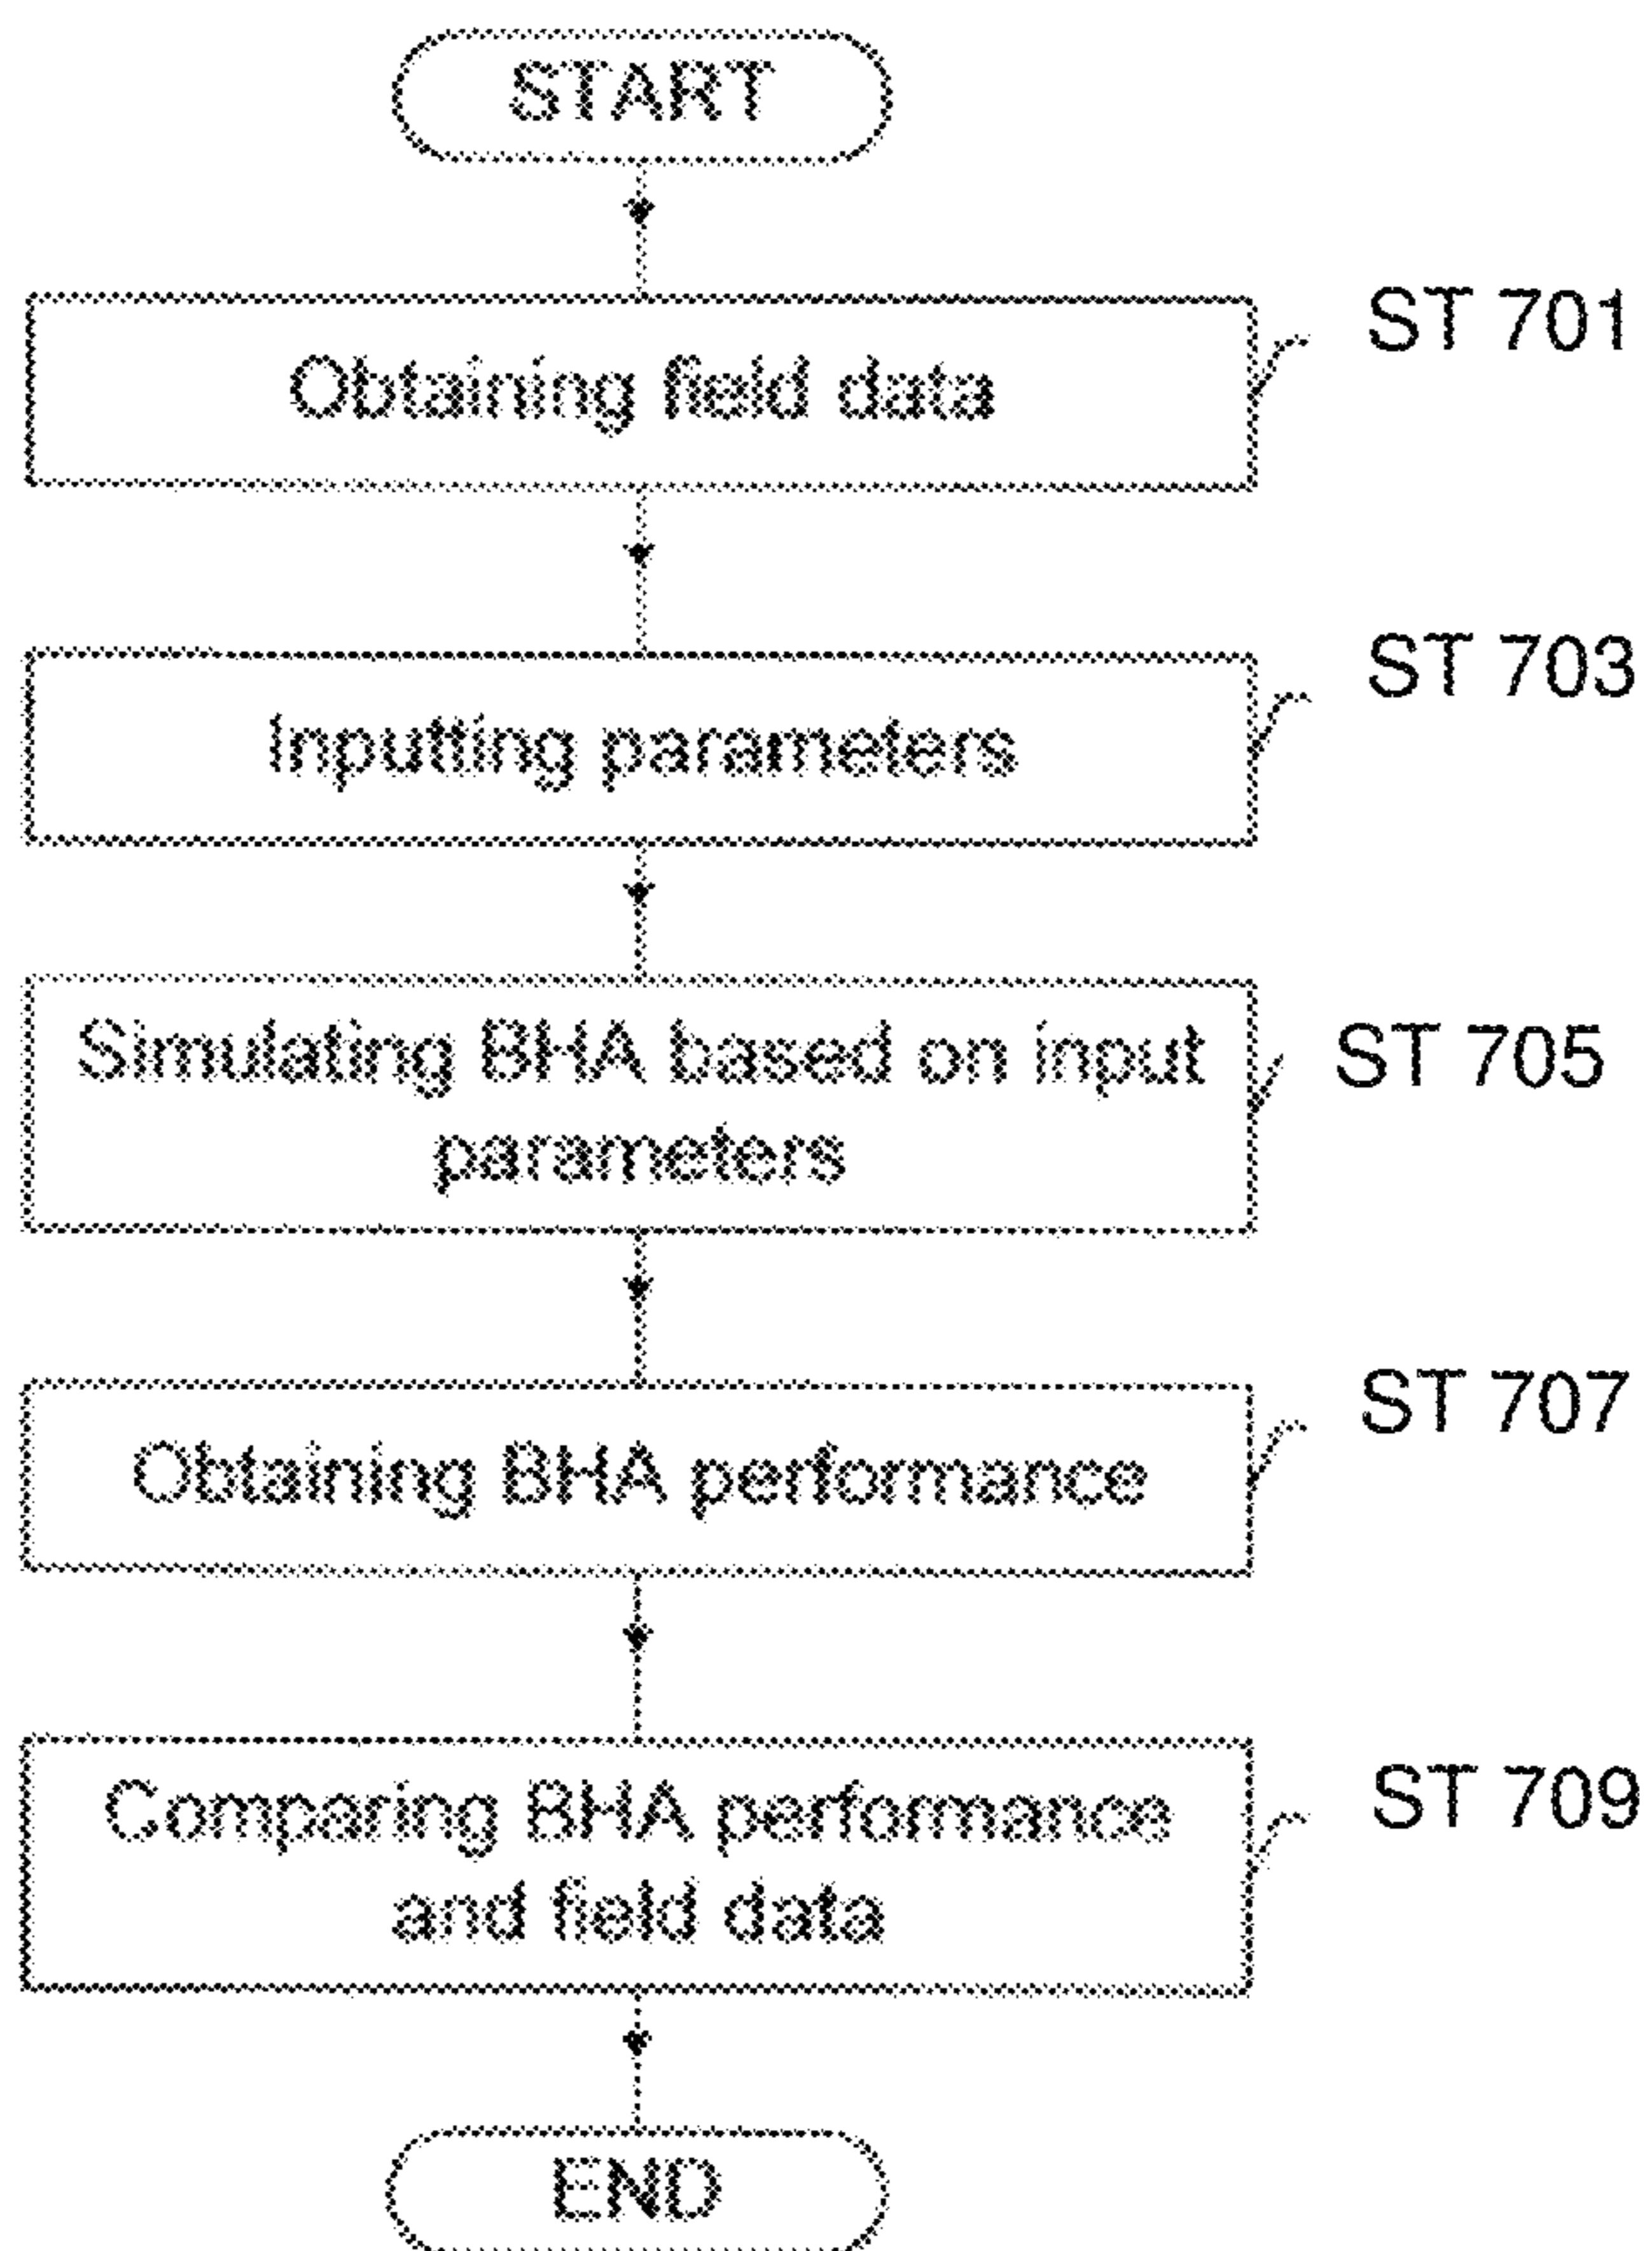 START
Obtaining field data
ST 701
Inputting parameters
ST 703
Simulating BHA based on input
parameters
ST 705
Obtaining BHA performance
ST 707
Comparing BHA performance
and field data
ST 709
END